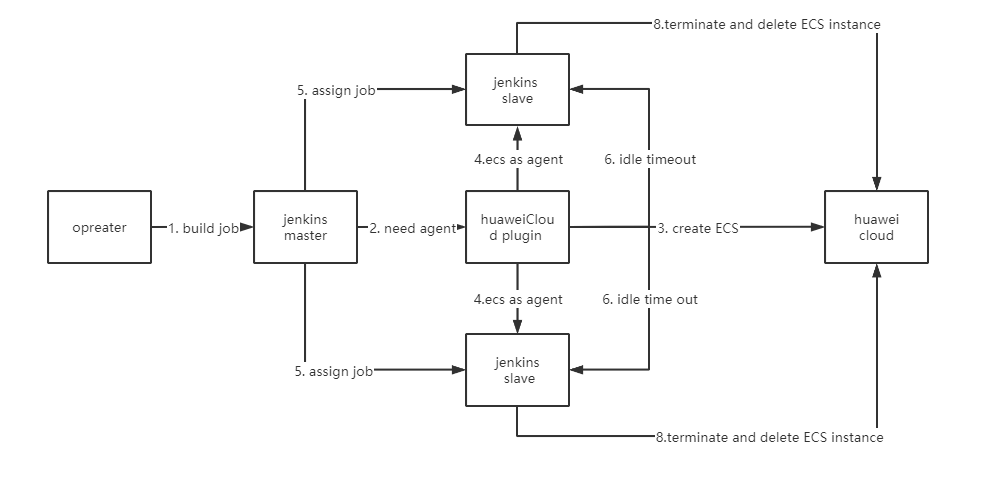 8.terminate and delete ECS instance
jenkins
slave
5. assign job
4.ecs as agent
6. idle timeout
opreater
1. build job
jenkins
master
2. need agent
huaweiClou
d plugin
3. create ECS
huawei
cloud
4.ecs as agent
6. idle time out
5. assign job
jenkins
slave
8.terminate and delete ECS instance